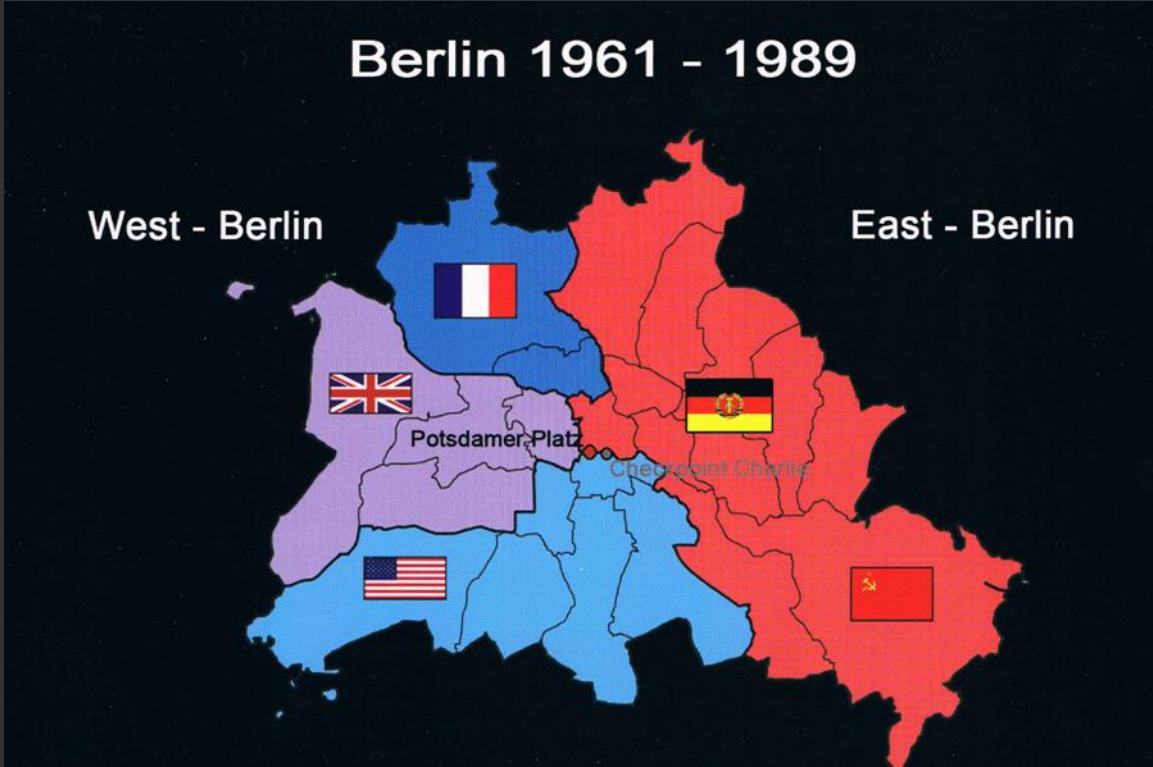 Berlin 1961 - 1989
West - Berlin
East - Berlin
Potsdamer Platz
Checkpoint Charlie